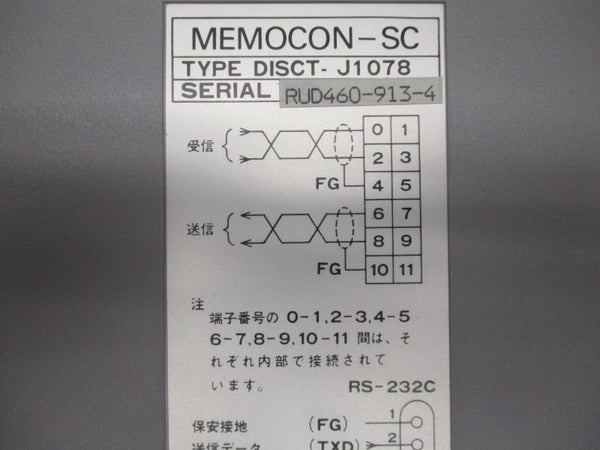 MEMOCON-SC
TYPE DISCT- J1078
SERIAL RUD460-913-4
受信
0 1
2 3
FG 4 5
送信
6 7
8 9
FG 10 11
注
端子番号の 0-1,2-3,4-5
6-7,8-9,10-11 間は、そ
れぞれ内部で接続されて
います。
RS-232C
保安接地 (FG) 1
送信データ (TXD) 2